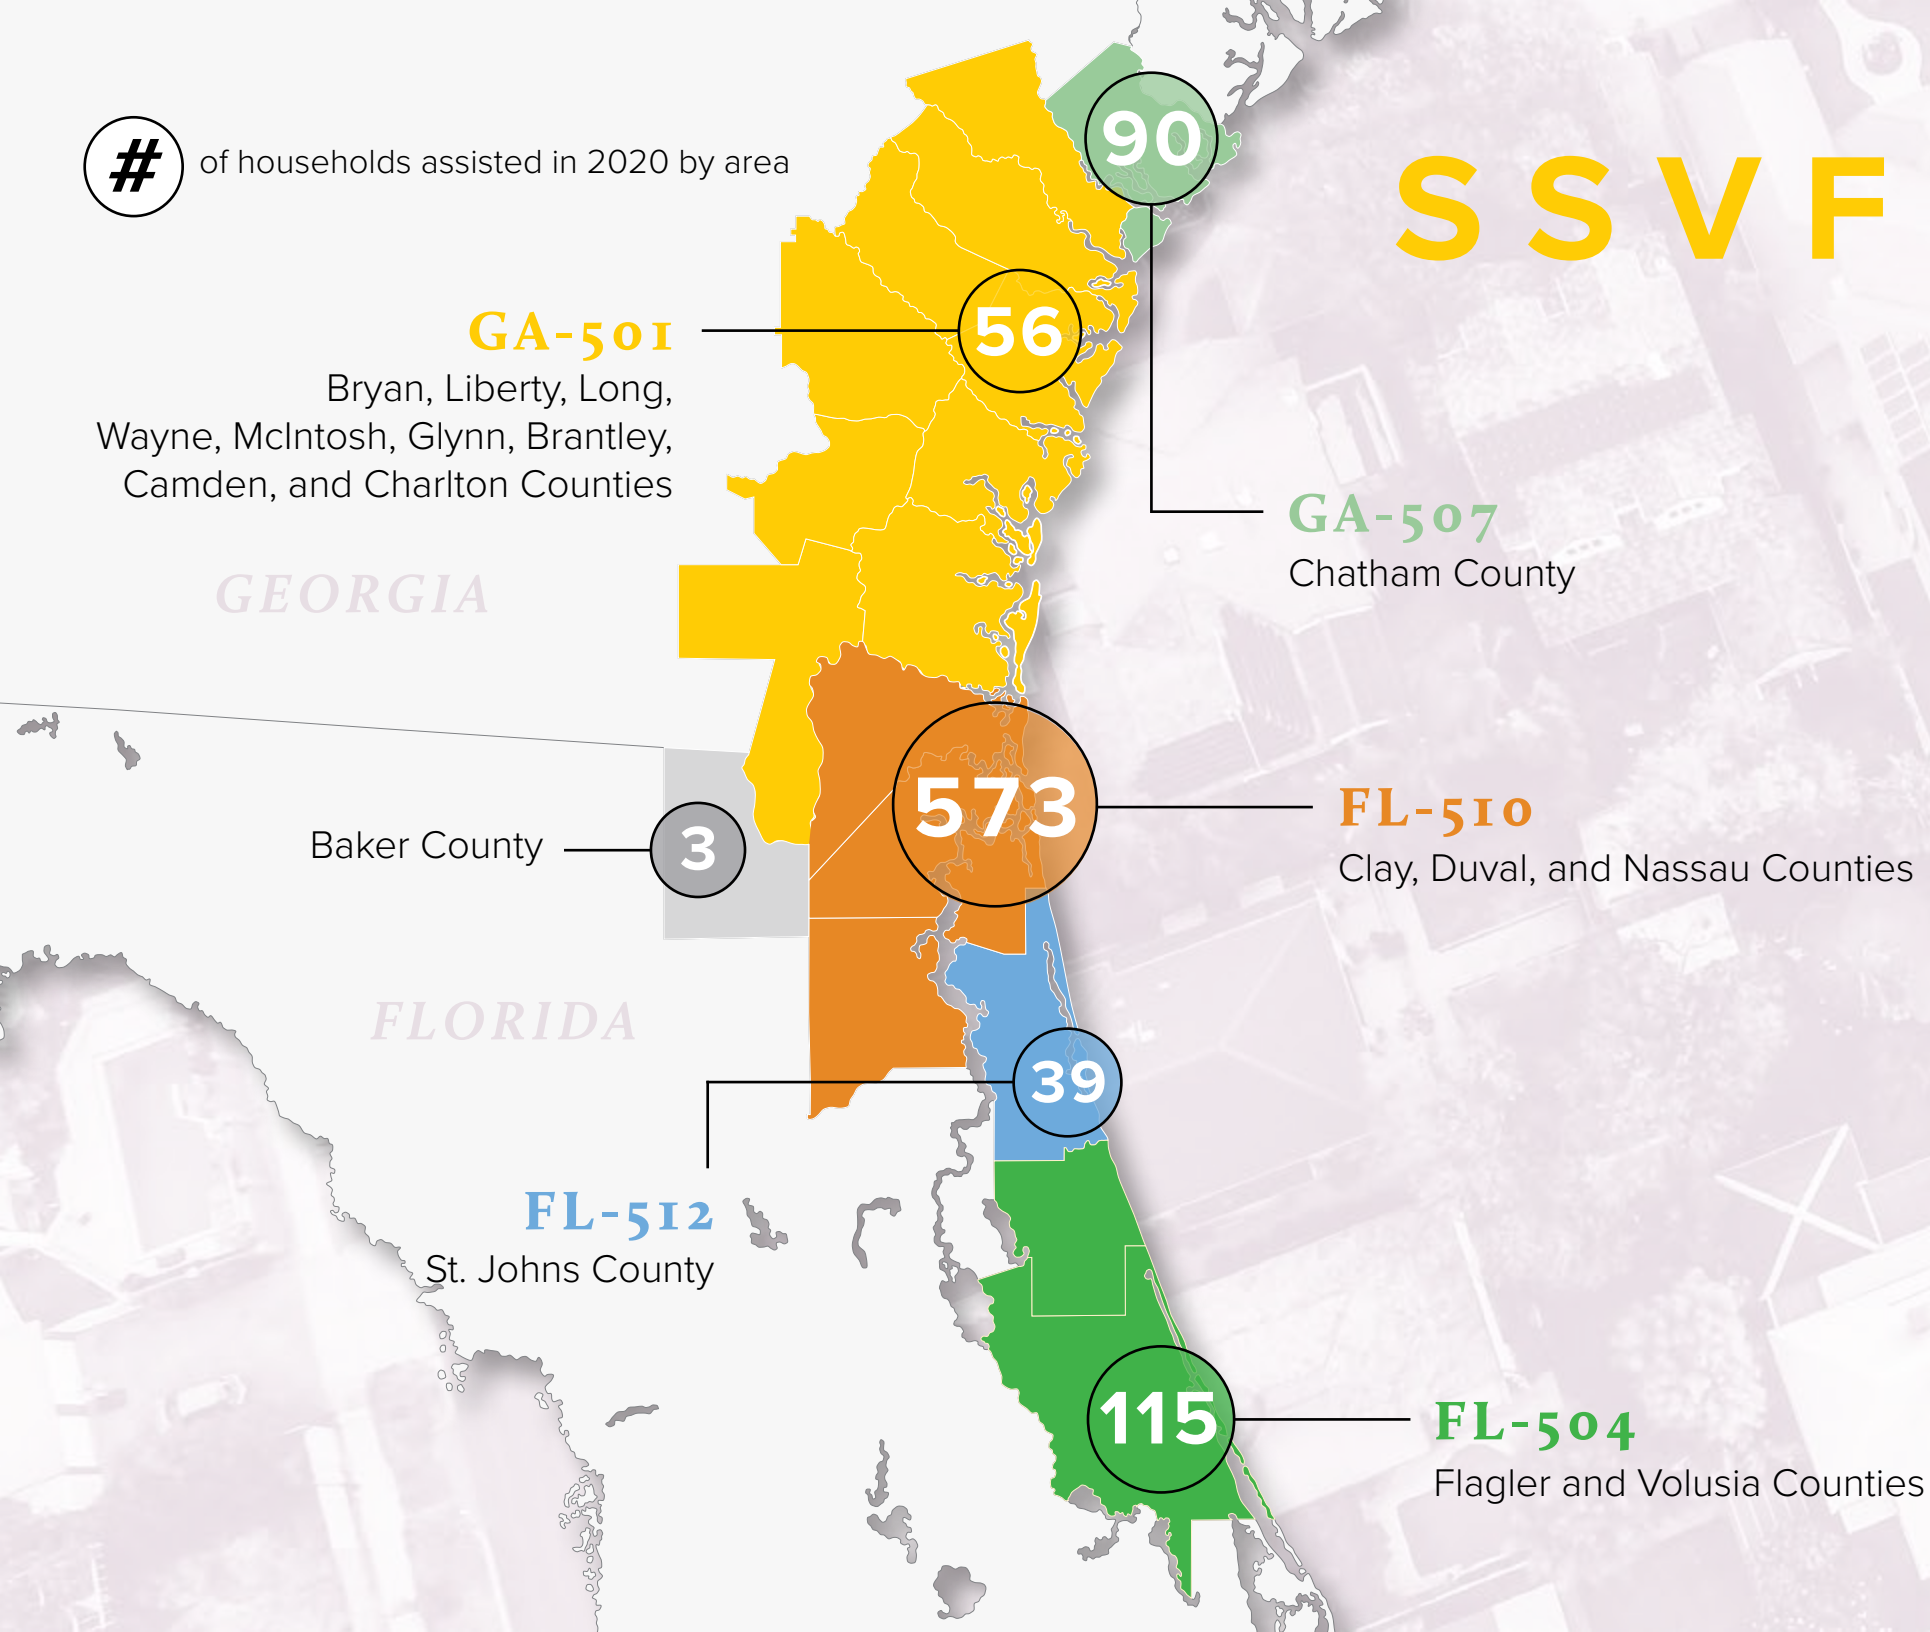 # of households assisted in 2020 by area
SSVF
90
56
GA-501
Bryan, Liberty, Long,
Wayne, McIntosh, Glynn, Brantley,
Camden, and Charlton Counties
GA-507
Chatham County
GEORGIA
573
FL-510
Clay, Duval, and Nassau Counties
Baker County
3
FLORIDA
39
FL-512
St. Johns County
115
FL-504
Flagler and Volusia Counties